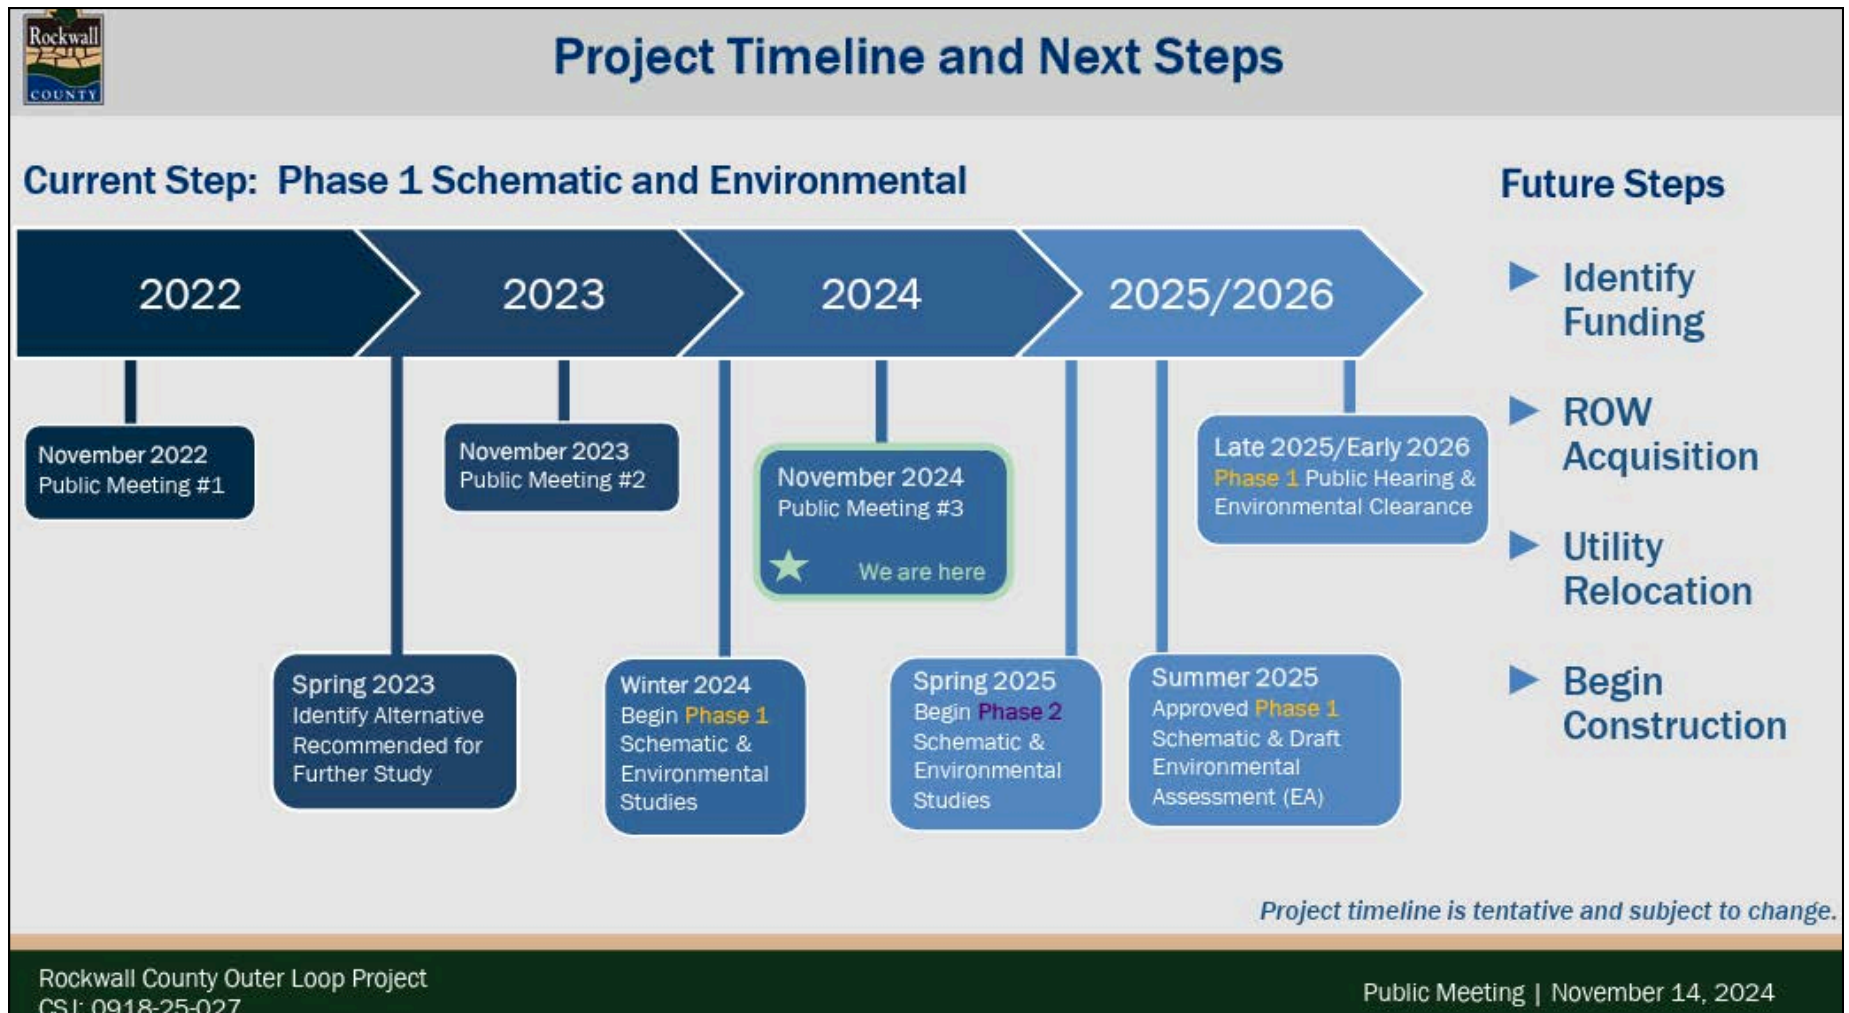 Rockwall
COUNTY
Project Timeline and Next Steps
Current Step: Phase 1 Schematic and Environmental
2022
2023
2024
2025/2026
November 2022
Public Meeting #1
Spring 2023
Identify Alternative
Recommended for
Further Study
November 2023
Public Meeting #2
Winter 2024
Begin Phase 1
Schematic &
Environmental
Studies
November 2024
Public Meeting #3
We are here
Spring 2025
Begin Phase 2
Schematic &
Environmental
Studies
Summer 2025
Approved Phase 1
Schematic & Draft
Environmental
Assessment (EA)
Late 2025/Early 2026
Phase 1 Public Hearing &
Environmental Clearance
Future Steps
Identify
Funding
ROW
Acquisition
Utility
Relocation
Begin
Construction
Project timeline is tentative and subject to change.
Rockwall County Outer Loop Project
CSJ: 0918-25-027
Public Meeting | November 14, 2024